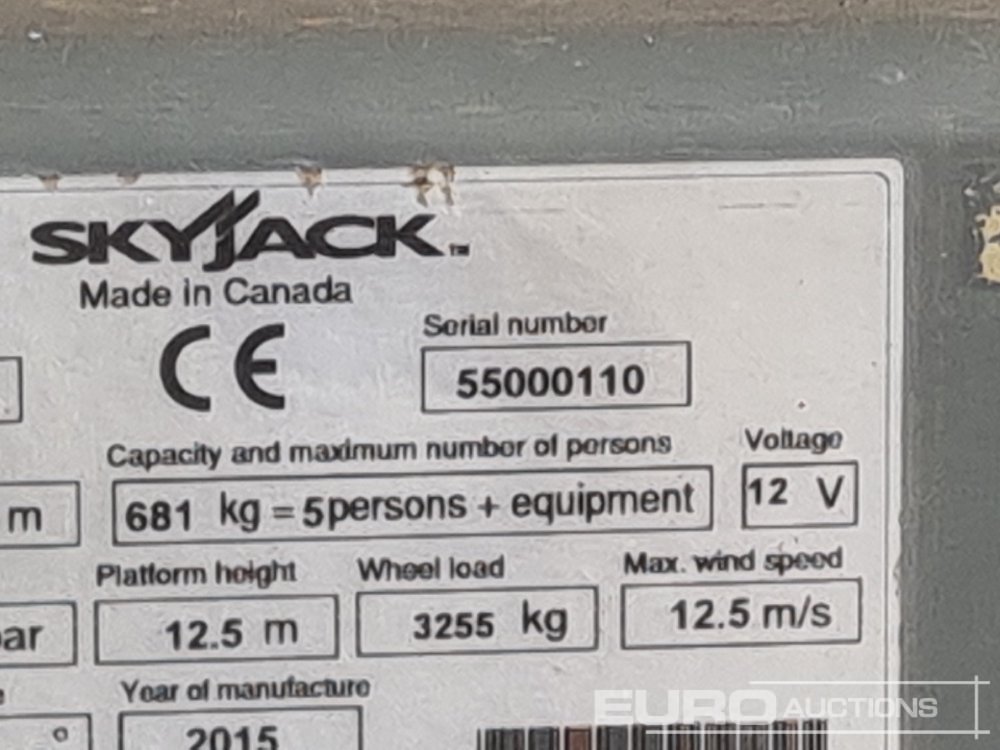 SKYJACK™
Made in Canada
CE
Serial number
55000110
Capacity and maximum number of persons
Voltage
m
681 kg = 5persons + equipment
12 V
Platform height
Wheel load
Max. wind speed
bar
12.5 m
3255 kg
12.5 m/s
Year of manufacture
°
2015
EURO AUCTIONS